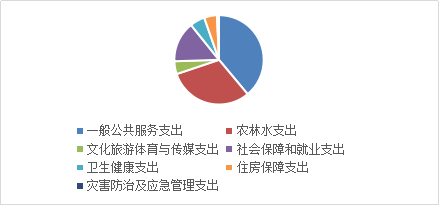 一般公共服务支出 农林水支出
文化旅游体育与传媒支出 社会保障和就业支出
卫生健康支出 住房保障支出
灾害防治及应急管理支出